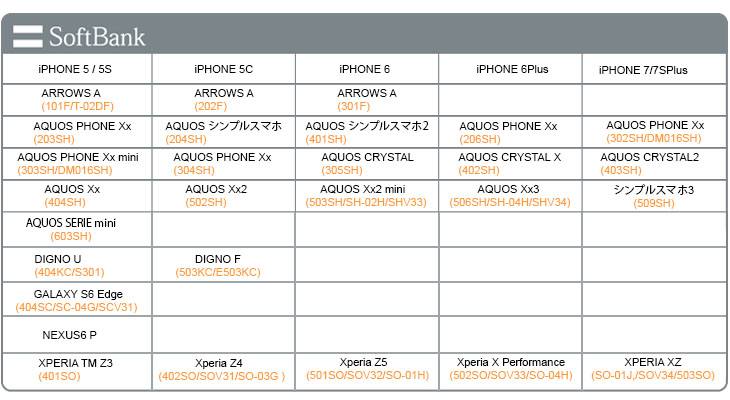 SoftBank
iPHONE 5 / 5S iPHONE 5C iPHONE 6 iPHONE 6Plus iPHONE 7/7SPlus
ARROWS A ARROWS A ARROWS A
(101F/T-02DF) (202F) (301F)
AQUOS PHONE Xx AQUOS シンプルスマホ AQUOS シンプルスマホ2 AQUOS PHONE Xx AQUOS PHONE Xx
(203SH) (204SH) (401SH) (206SH) (302SH/DM016SH)
AQUOS PHONE Xx mini AQUOS PHONE Xx AQUOS CRYSTAL AQUOS CRYSTAL X AQUOS CRYSTAL2
(303SH/DM016SH) (304SH) (305SH) (402SH) (403SH)
AQUOS Xx AQUOS Xx2 AQUOS Xx2 mini AQUOS Xx3 シンプルスマホ3
(404SH) (502SH) (503SH/SH-02H/SHV33) (506SH/SH-04H/SHV34) (509SH)
AQUOS SERIE mini
(603SH)
DIGNO U DIGNO F
(404KC/S301) (503KC/E503KC)
GALAXY S6 Edge
(404SC/SC-04G/SCV31)
NEXUS6 P
XPERIA TM Z3 Xperia Z4 Xperia Z5 Xperia X Performance XPERIA XZ
(401SO) (402SO/SOV31/SO-03G ) (501SO/SOV32/SO-01H) (502SO/SOV33/SO-04H) (SO-01J,/SOV34/503SO)